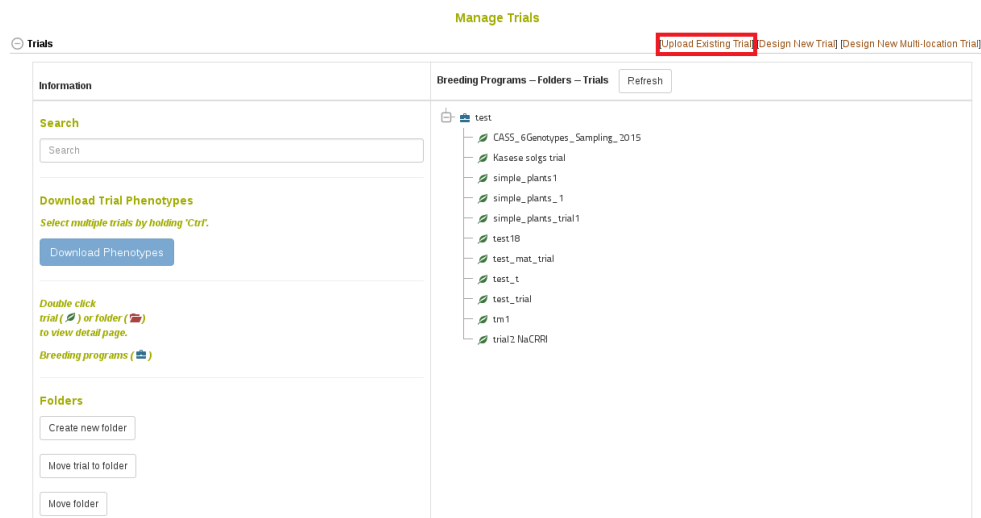 Manage Trials
Trials
[Upload Existing Trial] [Design New Trial] [Design New Multi-location Trial]
Information
Breeding Programs – Folders – Trials
Refresh
Search
Search
Download Trial Phenotypes
Select multiple trials by holding 'Ctrl'.
Download Phenotypes
Double click
trial ( ) or folder ( )
to view detail page.
Breeding programs ( )
Folders
Create new folder
Move trial to folder
Move folder
test
CASS_6Genotypes_Sampling_2015
Kasese solgs trial
simple_plants1
simple_plants_1
simple_plants_trial1
test18
test_mat_trial
test_t
test_trial
tm1
trial2 NaCRRI